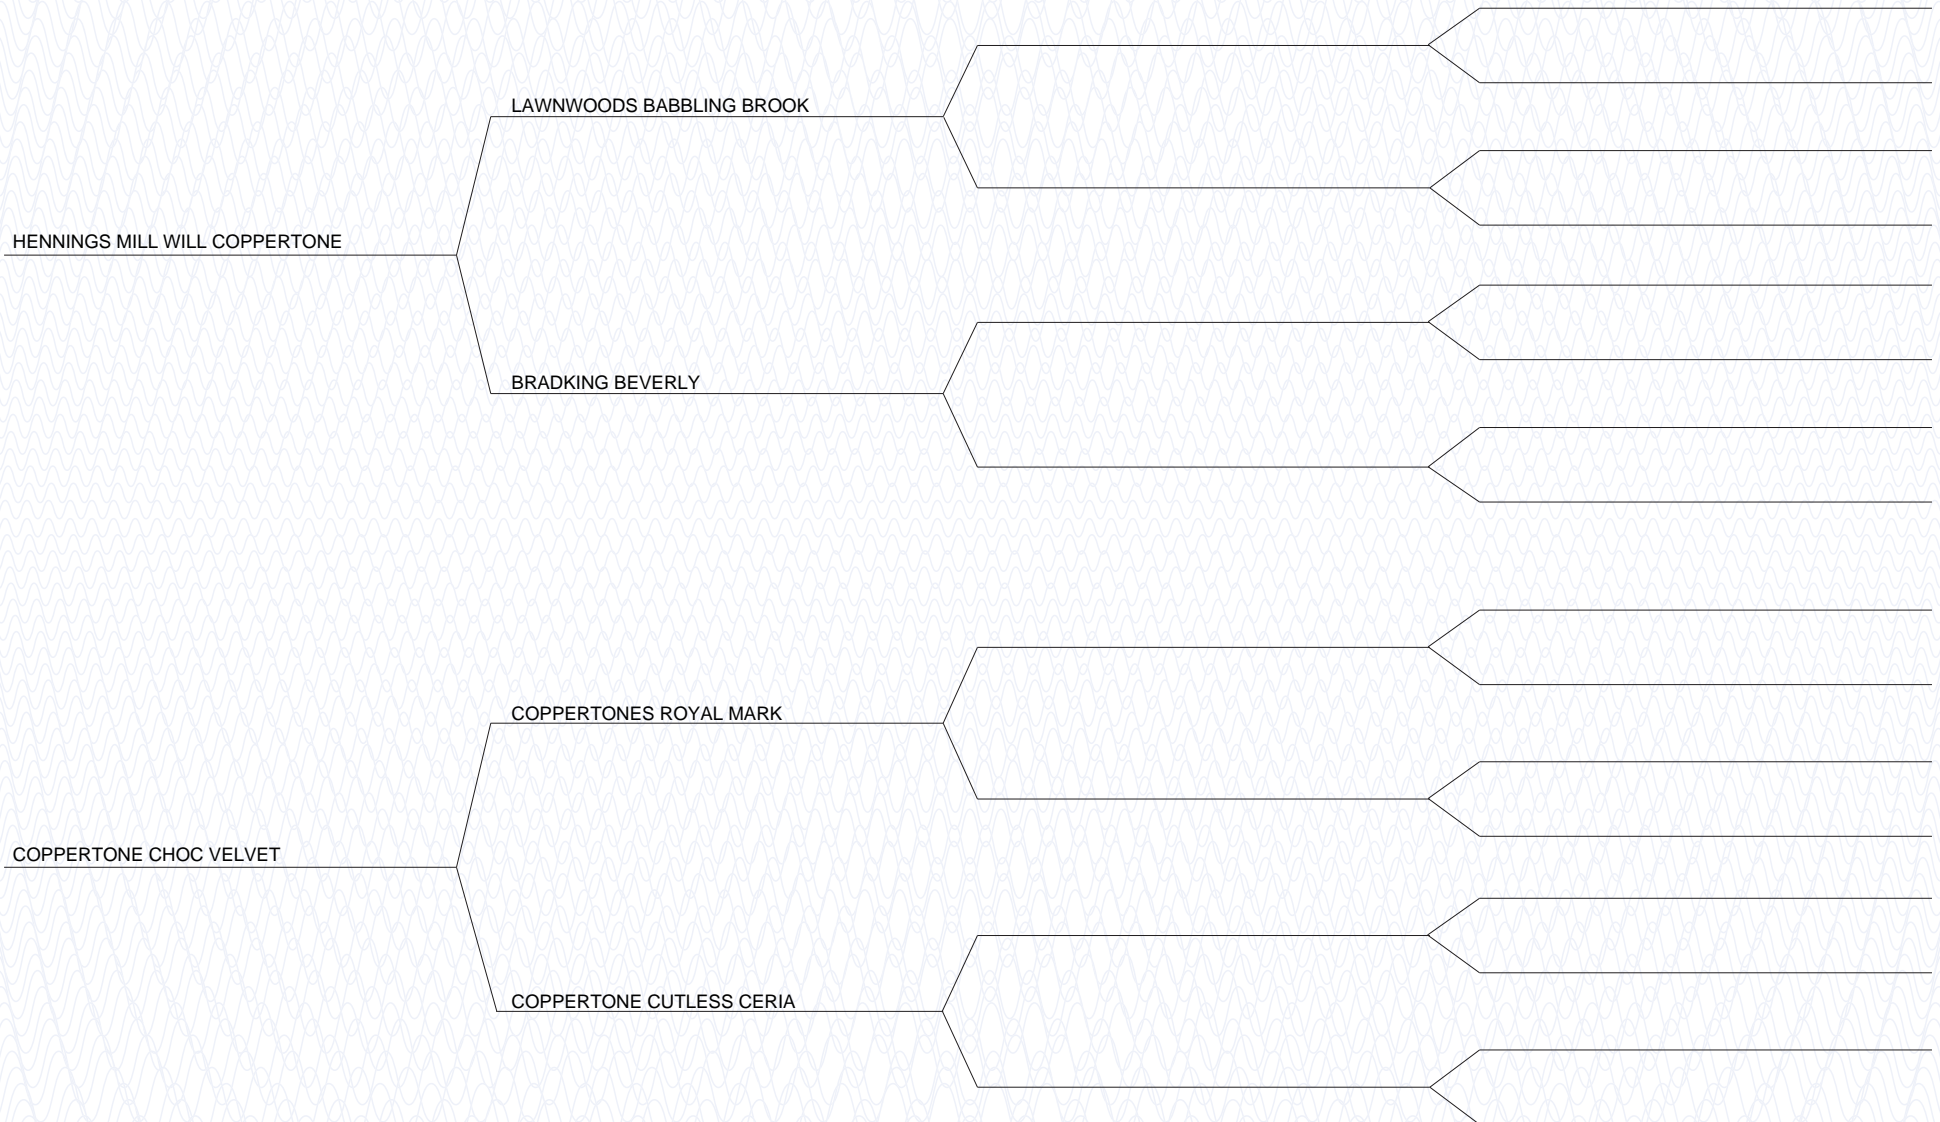 LAWNWOODS BABBLING BROOK
HENNINGS MILL WILL COPPERTONE
BRADKING BEVERLY
COPPERTONES ROYAL MARK
COPPERTONE CHOC VELVET
COPPERTONE CUTLESS CERIA